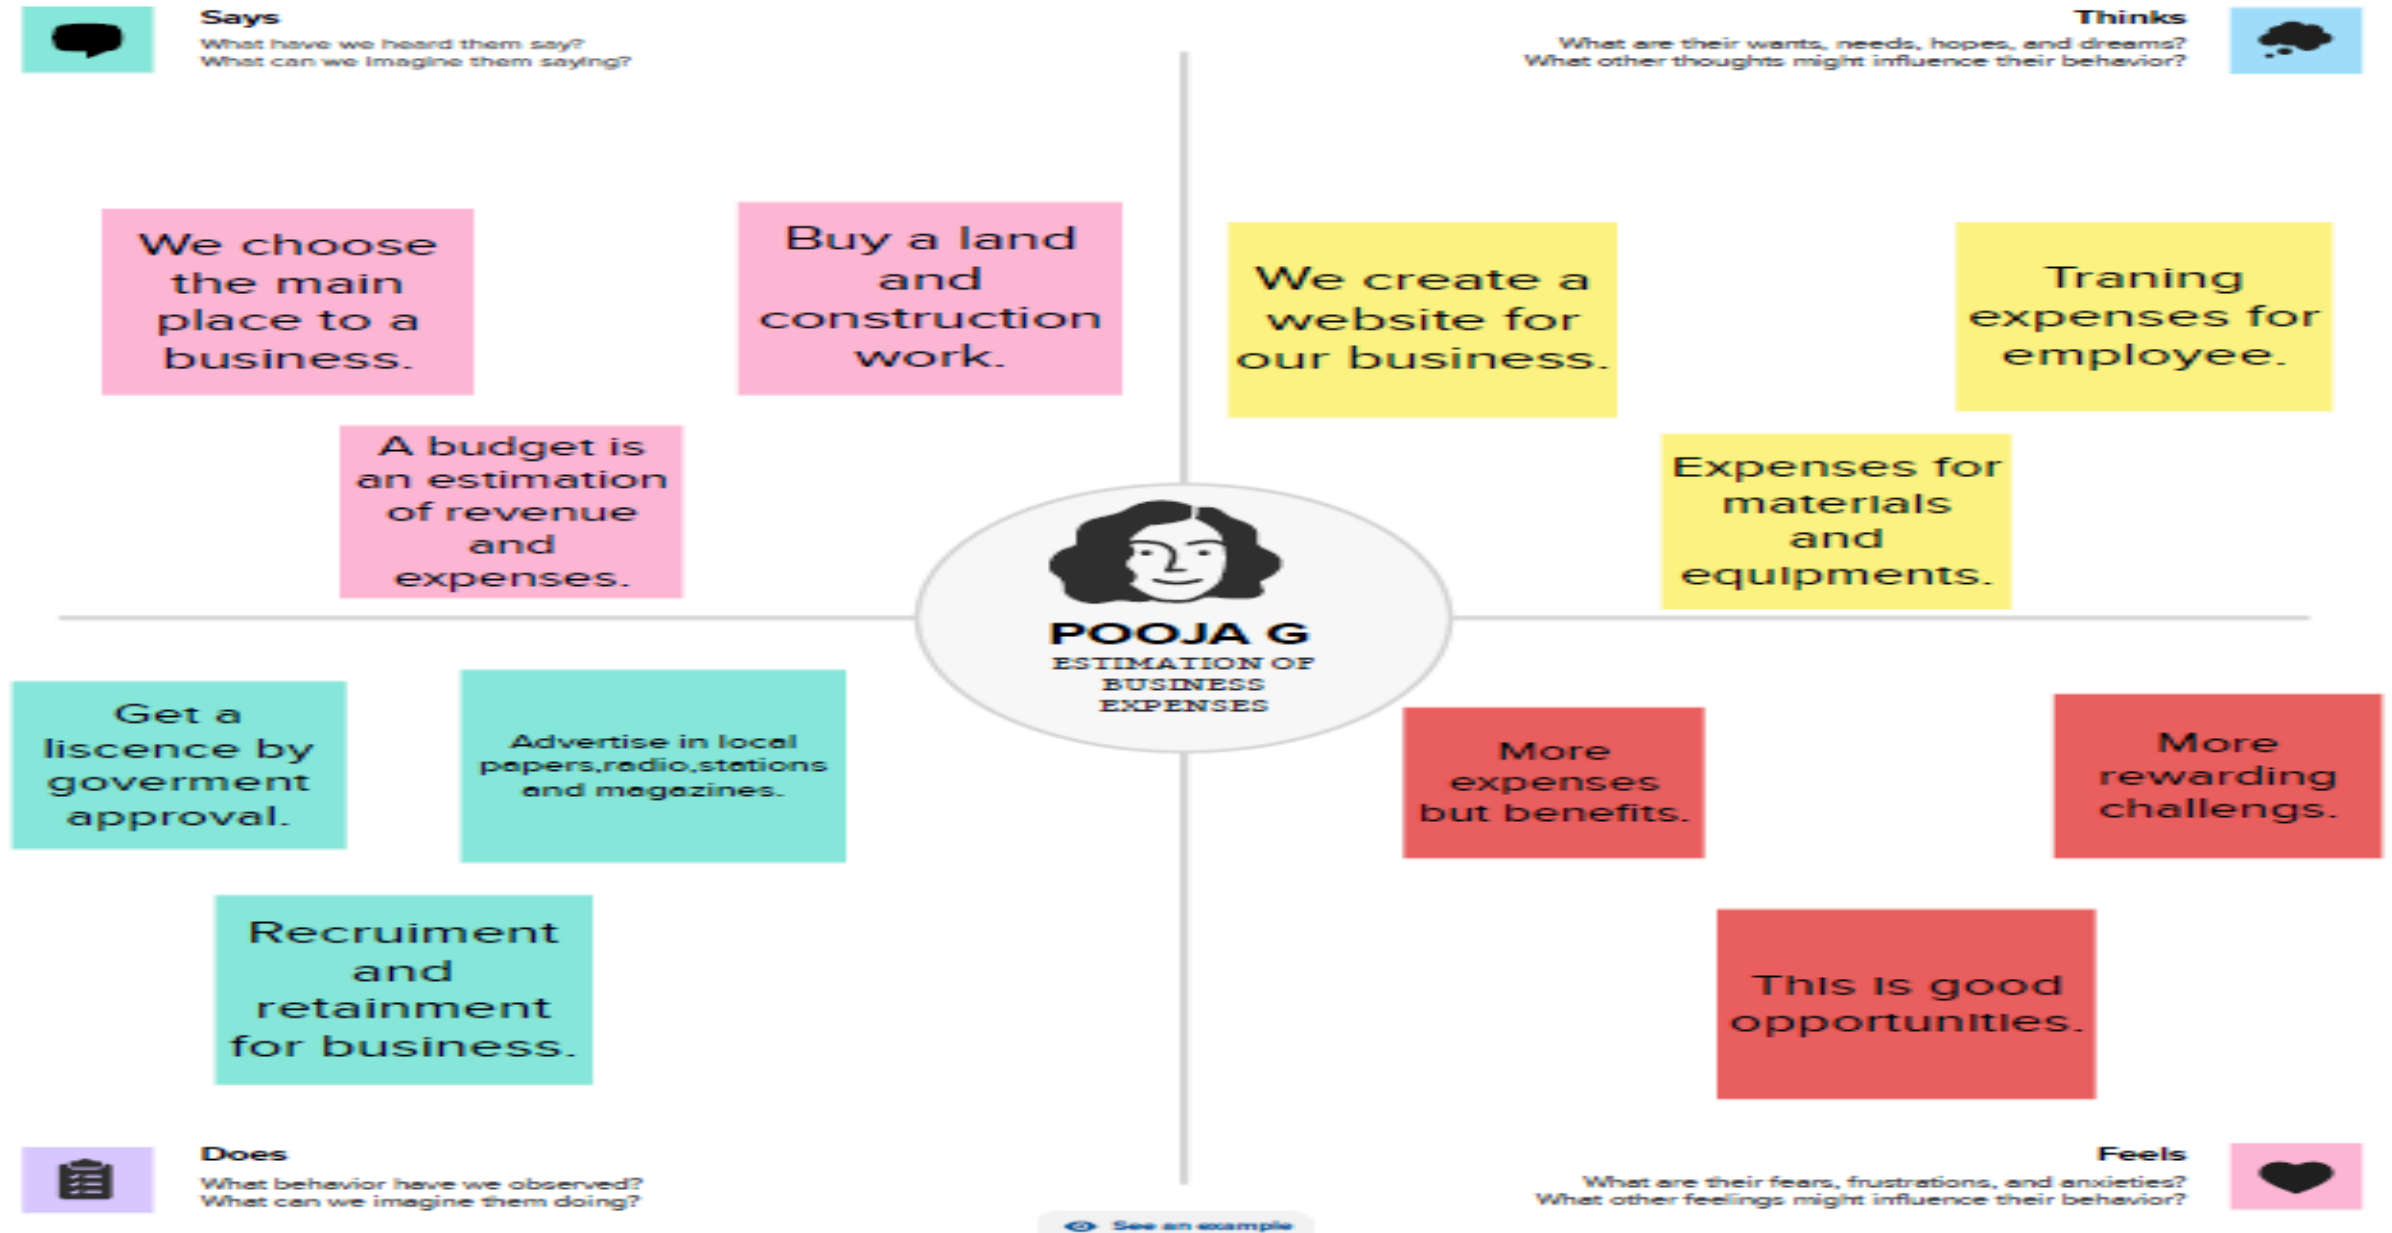 Says
What have we heard them say?
What can we imagine them saying?
Thinks
What are their wants, needs, hopes, and dreams?
What other thoughts might influence their behavior?
We choose
the main
place to a
business.
Buy a land
and
construction
work.
A budget is
an estimation
of revenue
and
expenses.
We create a
website for
our business.
Traning
expenses for
employee.
Expenses for
materials
and
equipments.
POOJA G
ESTIMATION OF
BUSINESS
EXPENSES
Get a
liscence by
goverment
approval.
Advertise in local
papers,radio,stations
and magazines.
Recruiment
and
retainment
for business.
More
expenses
but benefits.
More
rewarding
challengs.
This is good
opportunities.
Does
What behavior have we observed?
What can we imagine them doing?
Feels
What are their fears, frustrations, and anxieties?
What other feelings might influence their behavior?
See an example